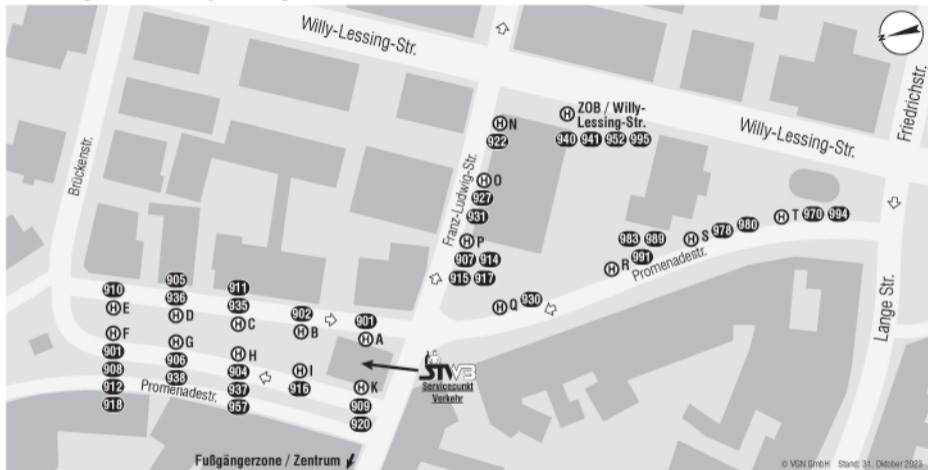 Willy-Lessing-Str.
Friedrichstr.
ZOB / Willy-
Lessing-Str.
940 941 952 995
Willy-Lessing-Str.
N
922
Brückenstr.
Franz-Ludwig-Str.
O
927
931
P
907 914
915 917
T 970 994
S 978 980
983 989
R 991
Promenadestr.
Q 930
Lange Str.
910
E
905
936
D
911
935
C
902
B
901
A
F
901
908
912
918
G
906
938
H
904
937
957
I
916
K
909
920
Promenadestr.
STVB
Servicepunkt
Verkehr
Fußgängerzone / Zentrum
© VGN GmbH Stand: 31. Oktober 2023